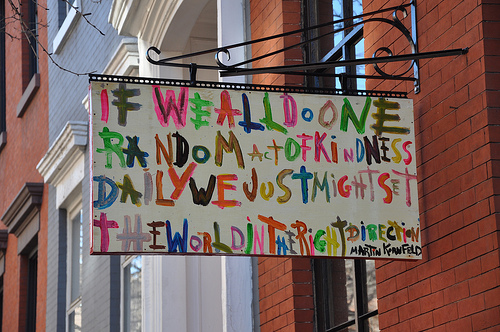 IF WE ALL DO ONE
RANDOM ACT OF KiNDNESS
DAILY WE JUST MiGHT SET
THE WORLD IN THE RIGHT DIRECTION
MARTIN KORNFELD